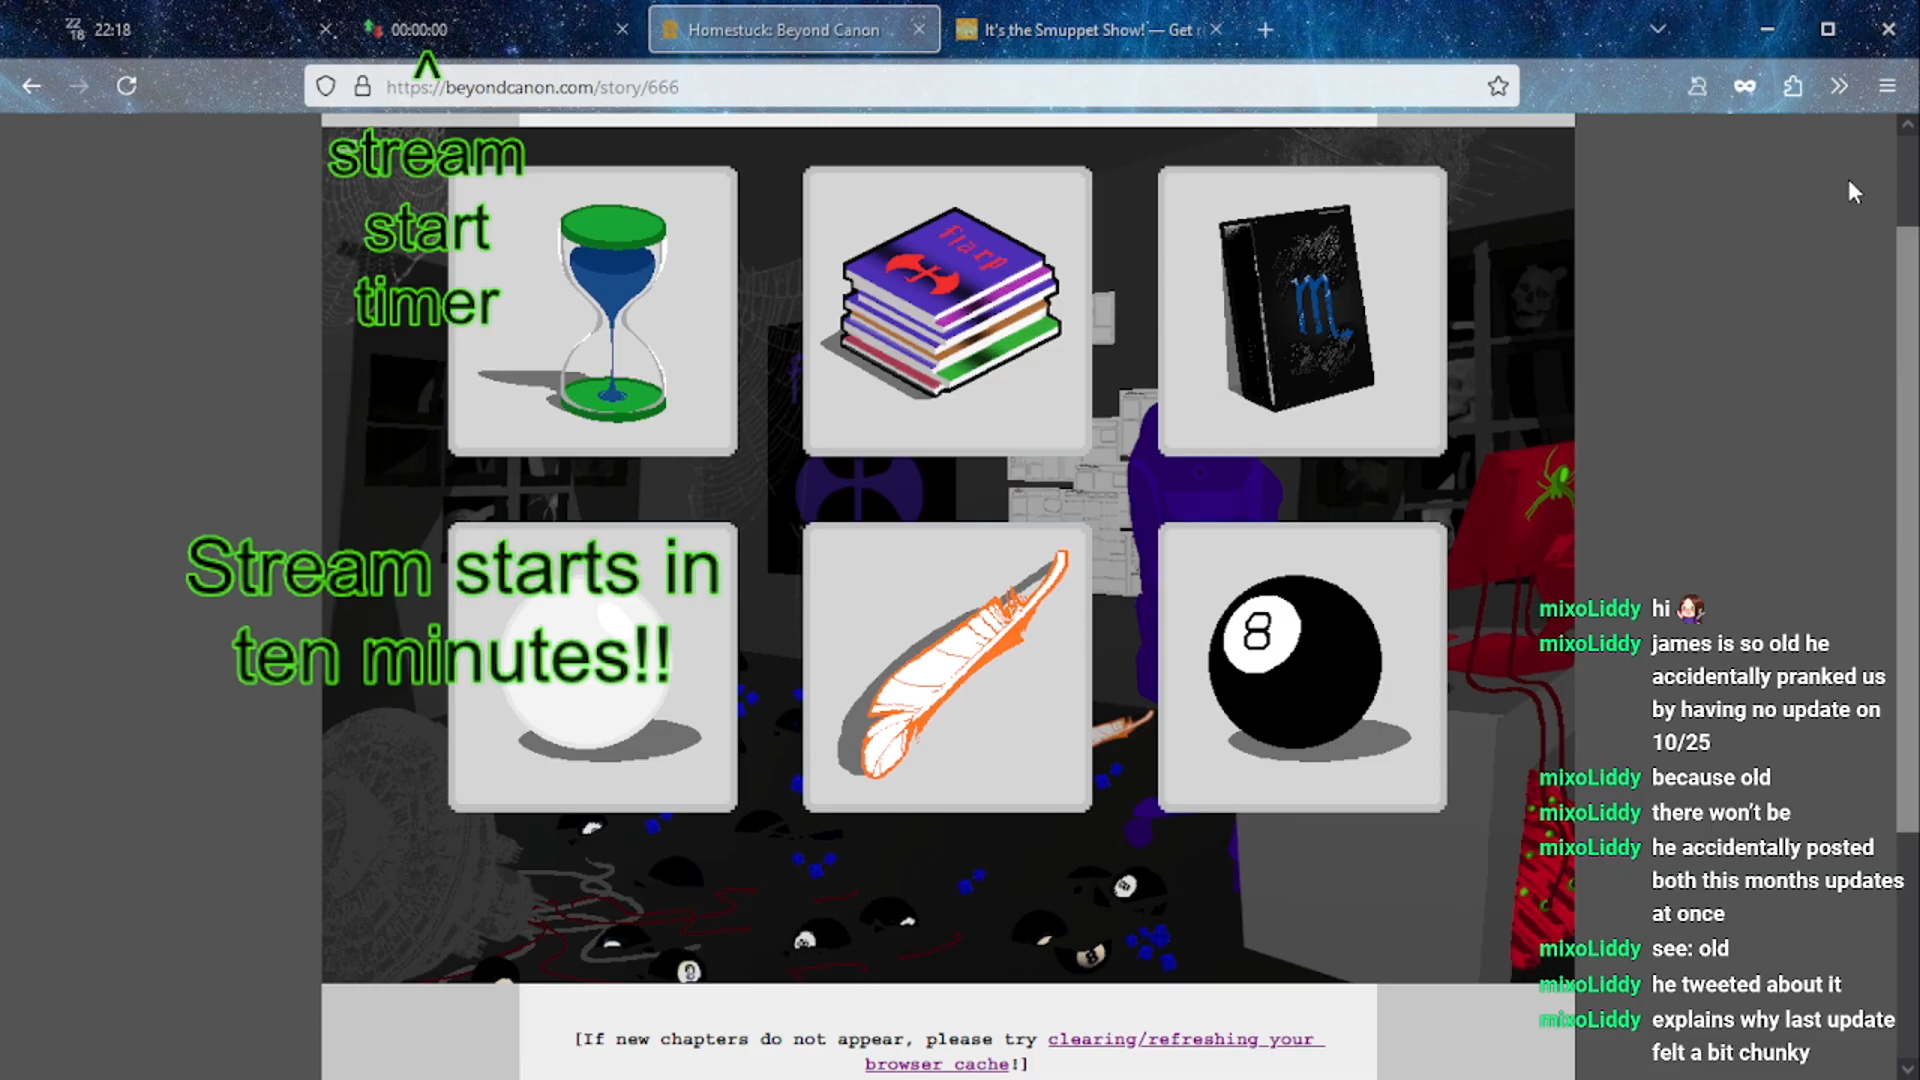 22
18
22:18
00:00:00
Homestuck: Beyond Canon
It's the Smuppet Show! — Get
https://beyondcanon.com/story/666
^
stream
start
timer
flarp
Stream starts in
ten minutes!!
8
8
8
mixoLiddy hi
mixoLiddy james is so old he
accidentally pranked us
by having no update on
10/25
mixoLiddy because old
mixoLiddy there won't be
mixoLiddy he accidentally posted
both this months updates
at once
mixoLiddy see: old
mixoLiddy he tweeted about it
mixoLiddy explains why last update
felt a bit chunky
[If new chapters do not appear, please try clearing/refreshing your
browser cache!]